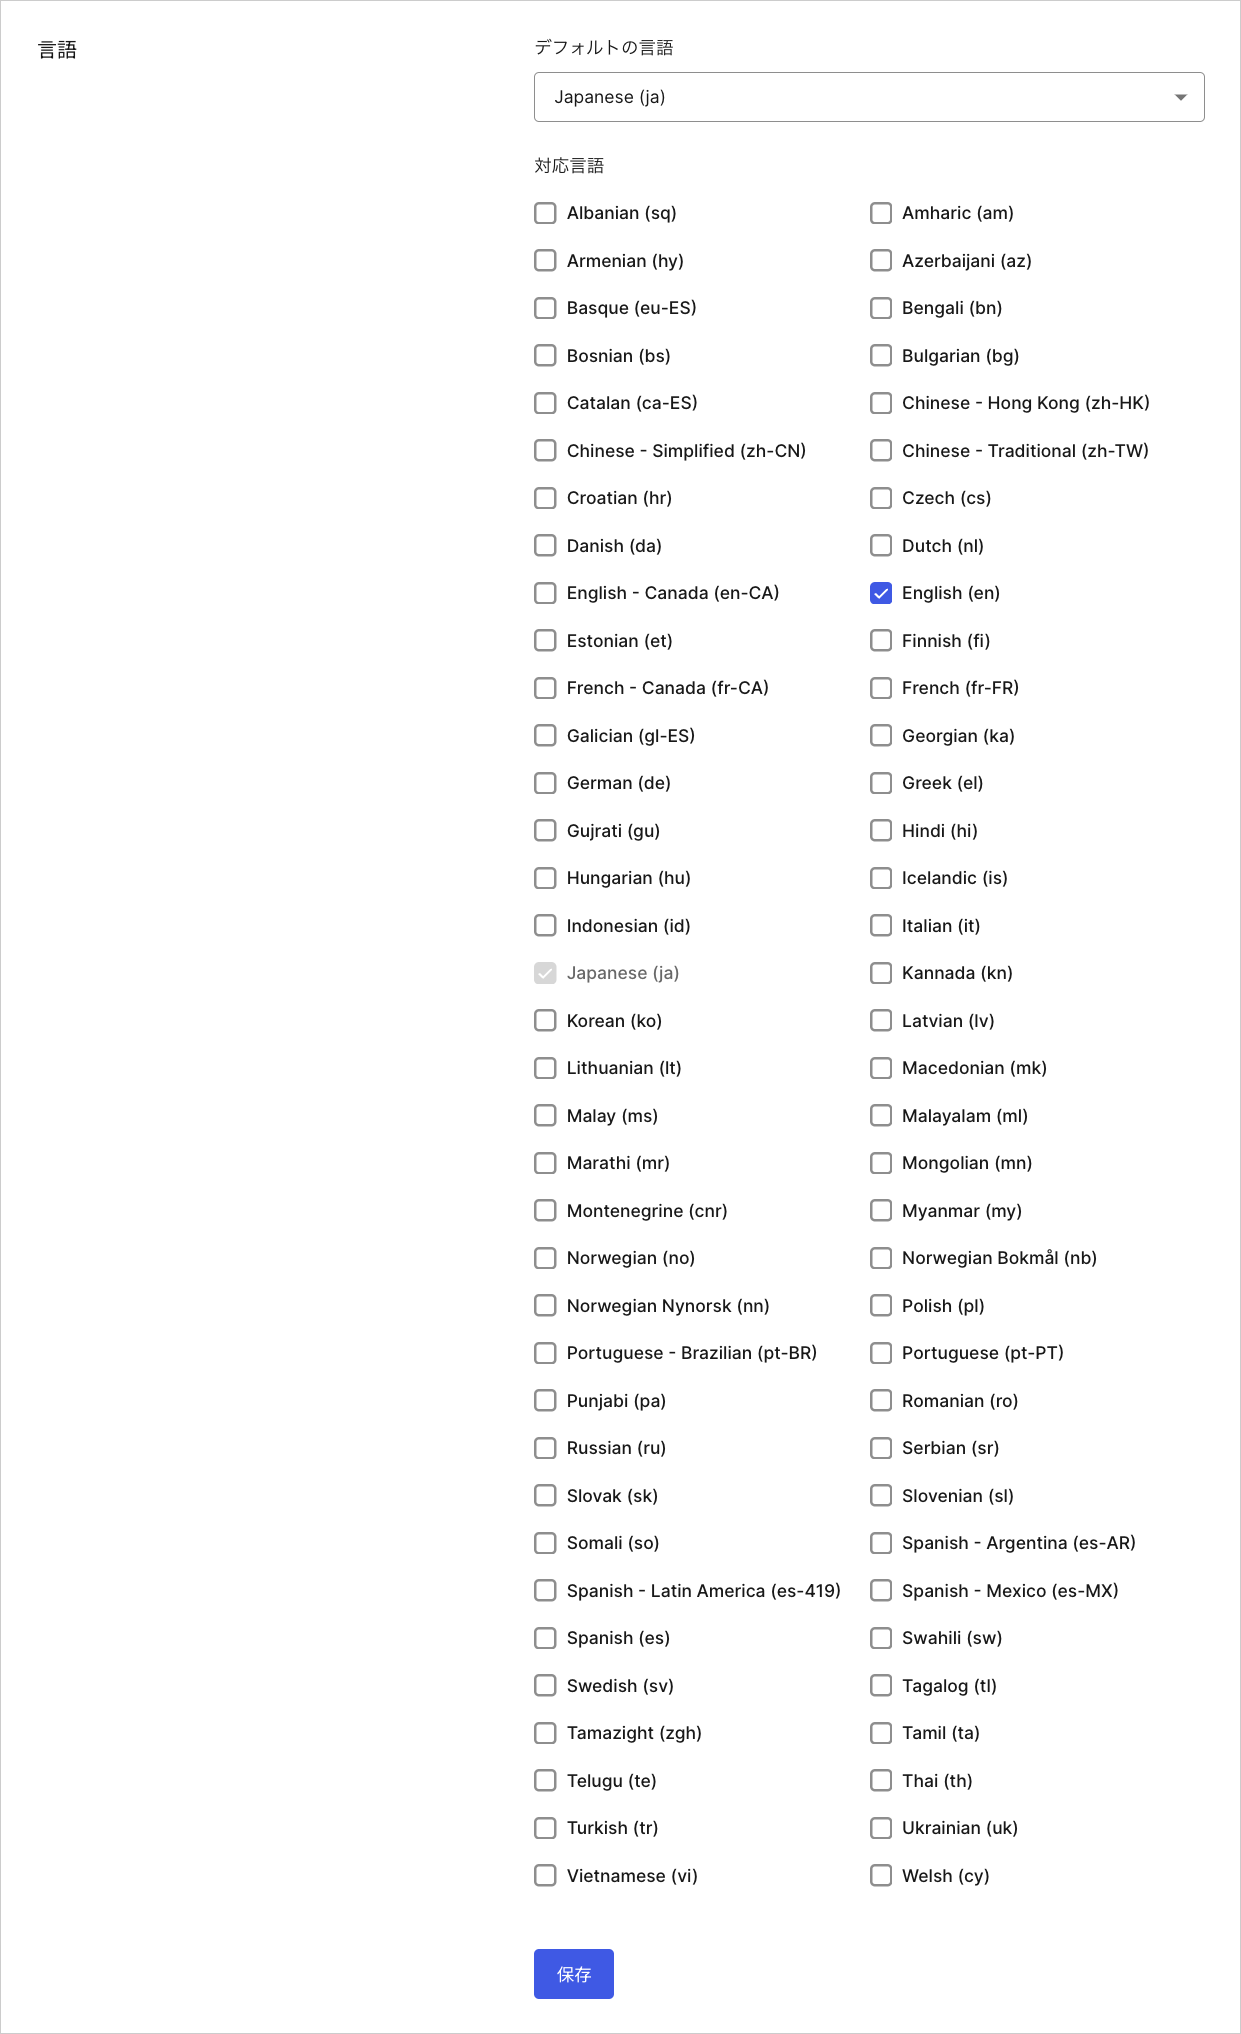 言語
デフォルトの言語
Japanese (ja)
対応言語
Albanian (sq)
Amharic (am)
Armenian (hy)
Azerbaijani (az)
Basque (eu-ES)
Bengali (bn)
Bosnian (bs)
Bulgarian (bg)
Catalan (ca-ES)
Chinese - Hong Kong (zh-HK)
Chinese - Simplified (zh-CN)
Chinese - Traditional (zh-TW)
Croatian (hr)
Czech (cs)
Danish (da)
Dutch (nl)
English - Canada (en-CA)
English (en)
Estonian (et)
Finnish (fi)
French - Canada (fr-CA)
French (fr-FR)
Galician (gl-ES)
Georgian (ka)
German (de)
Greek (el)
Gujrati (gu)
Hindi (hi)
Hungarian (hu)
Icelandic (is)
Indonesian (id)
Italian (it)
Japanese (ja)
Kannada (kn)
Korean (ko)
Latvian (lv)
Lithuanian (lt)
Macedonian (mk)
Malay (ms)
Malayalam (ml)
Marathi (mr)
Mongolian (mn)
Montenegrine (cnr)
Myanmar (my)
Norwegian (no)
Norwegian Bokmål (nb)
Norwegian Nynorsk (nn)
Polish (pl)
Portuguese - Brazilian (pt-BR)
Portuguese (pt-PT)
Punjabi (pa)
Romanian (ro)
Russian (ru)
Serbian (sr)
Slovak (sk)
Slovenian (sl)
Somali (so)
Spanish - Argentina (es-AR)
Spanish - Latin America (es-419)
Spanish - Mexico (es-MX)
Spanish (es)
Swahili (sw)
Swedish (sv)
Tagalog (tl)
Tamazight (zgh)
Tamil (ta)
Telugu (te)
Thai (th)
Turkish (tr)
Ukrainian (uk)
Vietnamese (vi)
Welsh (cy)
保存